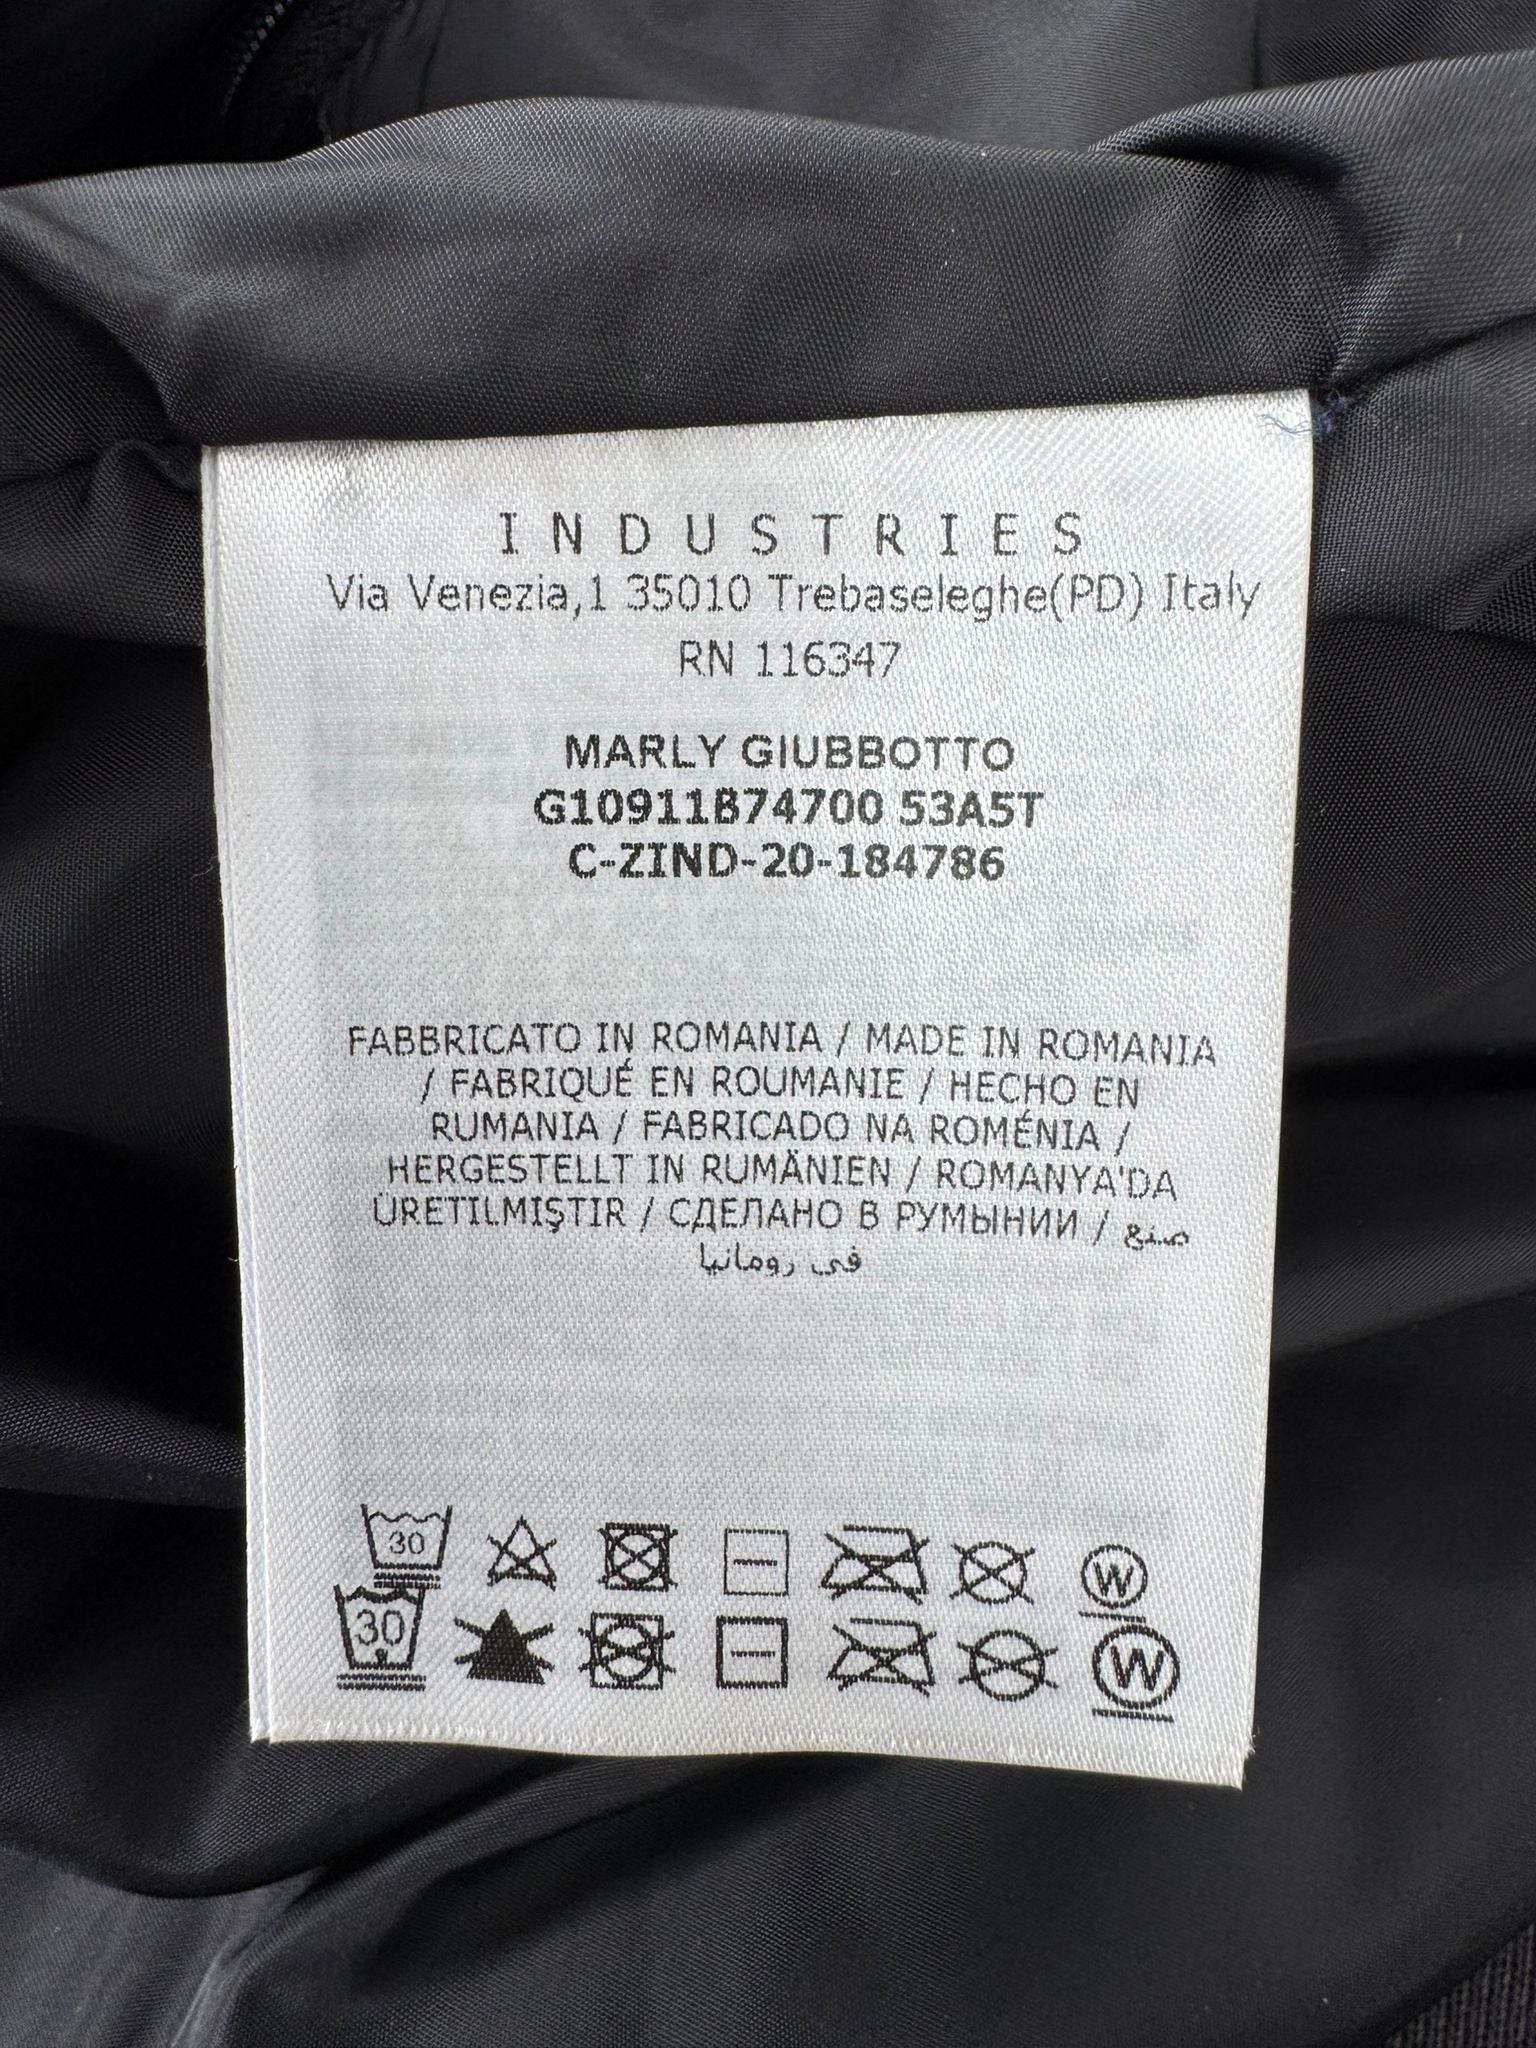 INDUSTRIES
Via Venezia,1 35010 Trebaseleghe(PD) Italy
RN 116347
MARLY GIUBBOTTO
G10911B74700 53A5T
C-ZIND-20-184786
FABBRICATO IN ROMANIA / MADE IN ROMANIA
/ FABRIQUÉ EN ROUMANIE / HECHO EN
RUMANIA / FABRICADO NA ROMÉNIA /
HERGESTELLT IN RUMÄNIEN / ROMANYA'DA
ÜRETILMIŞTIR / СДЕЛАНО В РУМЫНИИ / صنع
في رومانيا
30 W
30 W